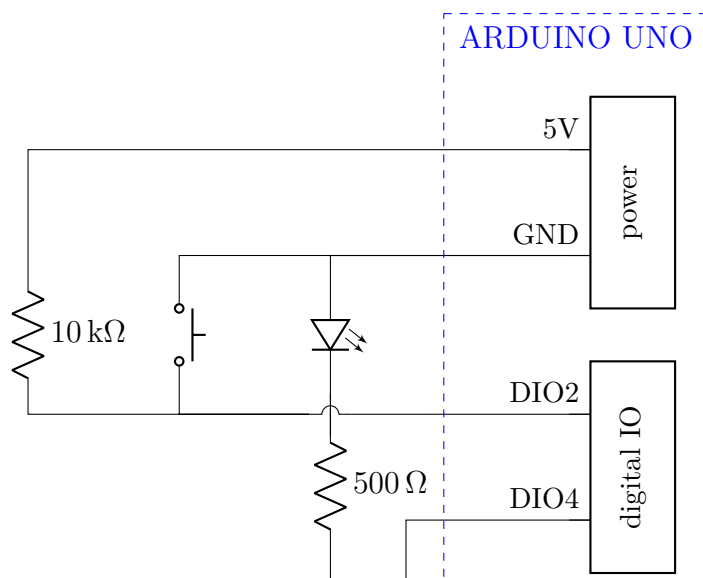 ARDUINO UNO
5V
GND
power
10 kΩ
DIO2
500 Ω
DIO4
digital IO